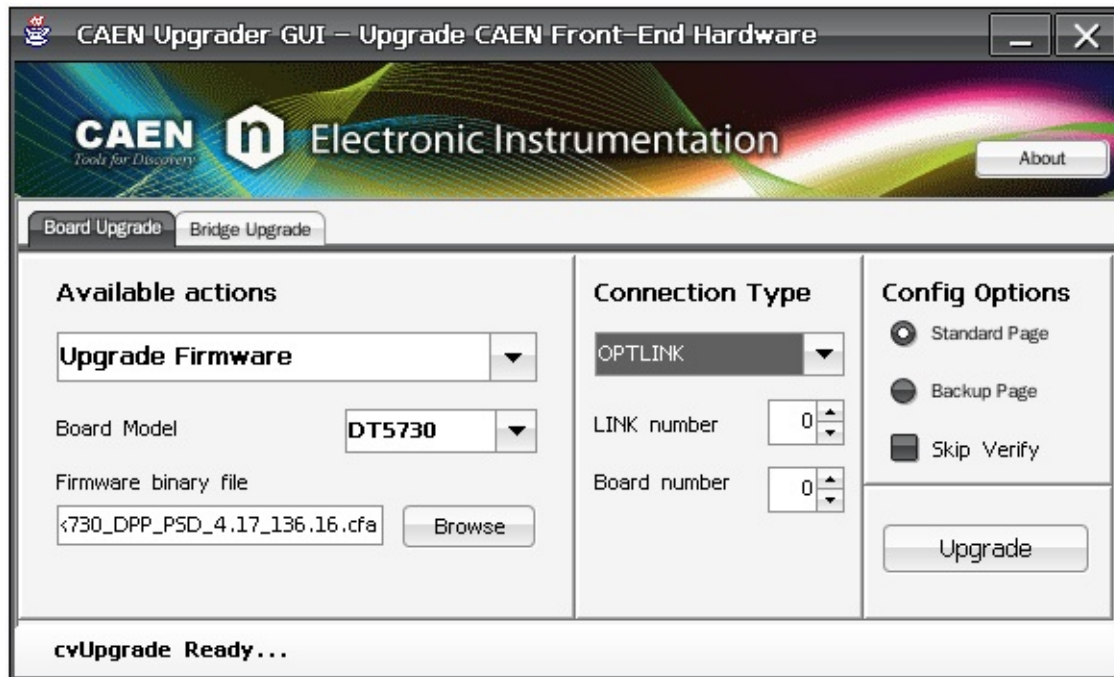 CAEN Upgrader GUI – Upgrade CAEN Front-End Hardware
CAEN n Electronic Instrumentation
Tools for Discovery
About
Board Upgrade Bridge Upgrade
Available actions
Upgrade Firmware
Board Model DT5730
Firmware binary file
730_DPP_PSD_4.17_136.16.cfa Browse
Connection Type
OPTLINK
LINK number 0
Board number 0
Config Options
Standard Page
Backup Page
Skip Verify
Upgrade
cvUpgrade Ready...